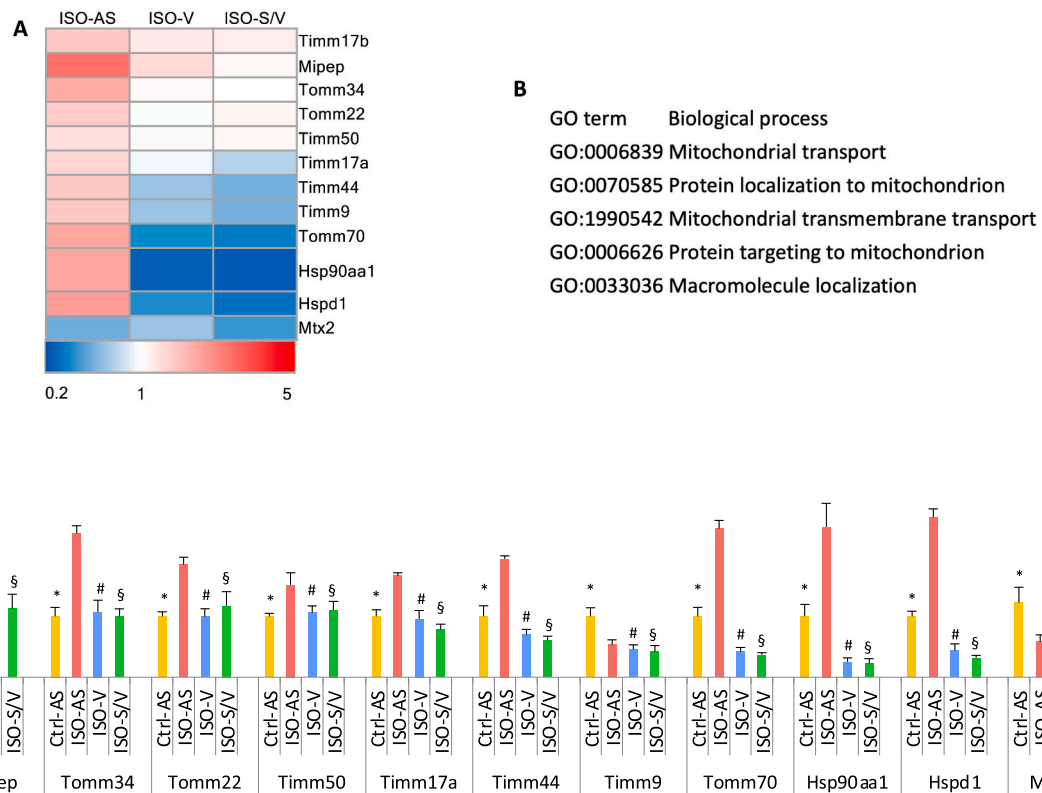 A
ISO-AS ISO-V ISO-S/V
Timm17b
Mipep
Tomm34
Tomm22
Timm50
Timm17a
Timm44
Timm9
Tomm70
Hsp90aa1
Hspd1
Mtx2
0.2 1 5
B
GO term Biological process
GO:0006839 Mitochondrial transport
GO:0070585 Protein localization to mitochondrion
GO:1990542 Mitochondrial transmembrane transport
GO:0006626 Protein targeting to mitochondrion
GO:0033036 Macromolecule localization
§ * # § * # § * # § * # § * # § * # § * # § * # § * # § *
ISO-S/V Ctrl-AS ISO-AS ISO-V ISO-S/V Ctrl-AS ISO-AS ISO-V ISO-S/V Ctrl-AS ISO-AS ISO-V ISO-S/V Ctrl-AS ISO-AS ISO-V ISO-S/V Ctrl-AS ISO-AS ISO-V ISO-S/V Ctrl-AS ISO-AS ISO-V ISO-S/V Ctrl-AS ISO-AS ISO-V ISO-S/V Ctrl-AS ISO-AS ISO-V ISO-S/V Ctrl-AS ISO-AS ISO-V ISO-S/V Ctrl-AS ISO-AS
ep Tomm34 Tomm22 Timm50 Timm17a Timm44 Timm9 Tomm70 Hsp90aa1 Hspd1 M